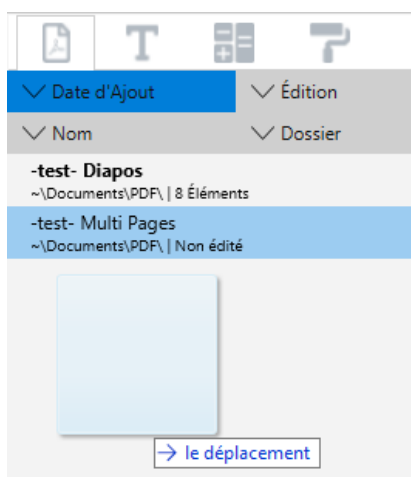 Date d'Ajout
Édition
Nom
Dossier
-test- Diapos
~\Documents\PDF\ | 8 Éléments
-test- Multi Pages
~\Documents\PDF\ | Non édité
→ le déplacement